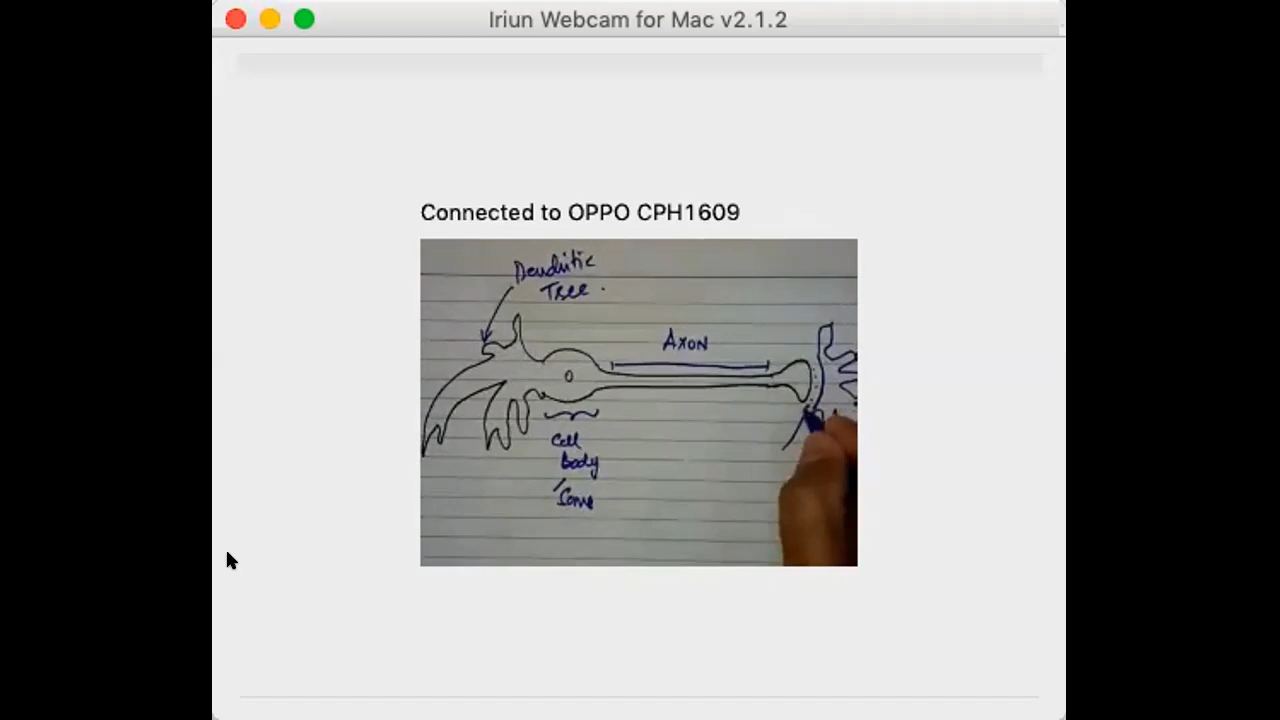 Iriun Webcam for Mac v2.1.2
Connected to OPPO CPH1609
Dendritic
Tree.
AXON
Cell
body
/Soma